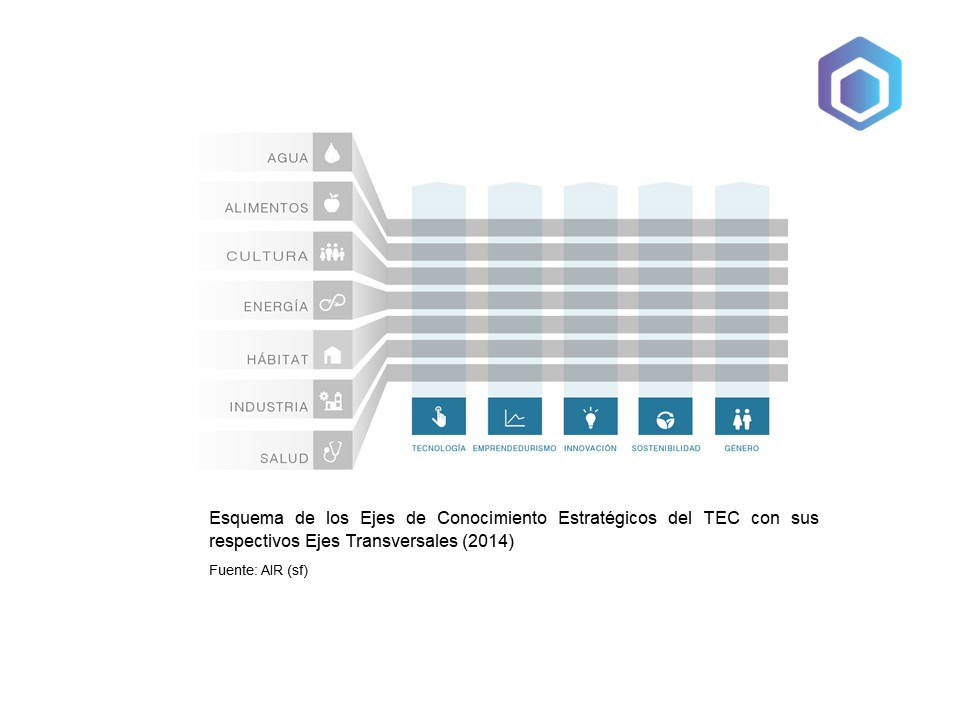 AGUA
ALIMENTOS
CULTURA
ENERGÍA
HÁBITAT
INDUSTRIA
SALUD
TECNOLOGÍA EMPRENDEDURISMO INNOVACIÓN SOSTENIBILIDAD GÉNERO
Esquema de los Ejes de Conocimiento Estratégicos del TEC con sus
respectivos Ejes Transversales (2014)
Fuente: AIR (sf)